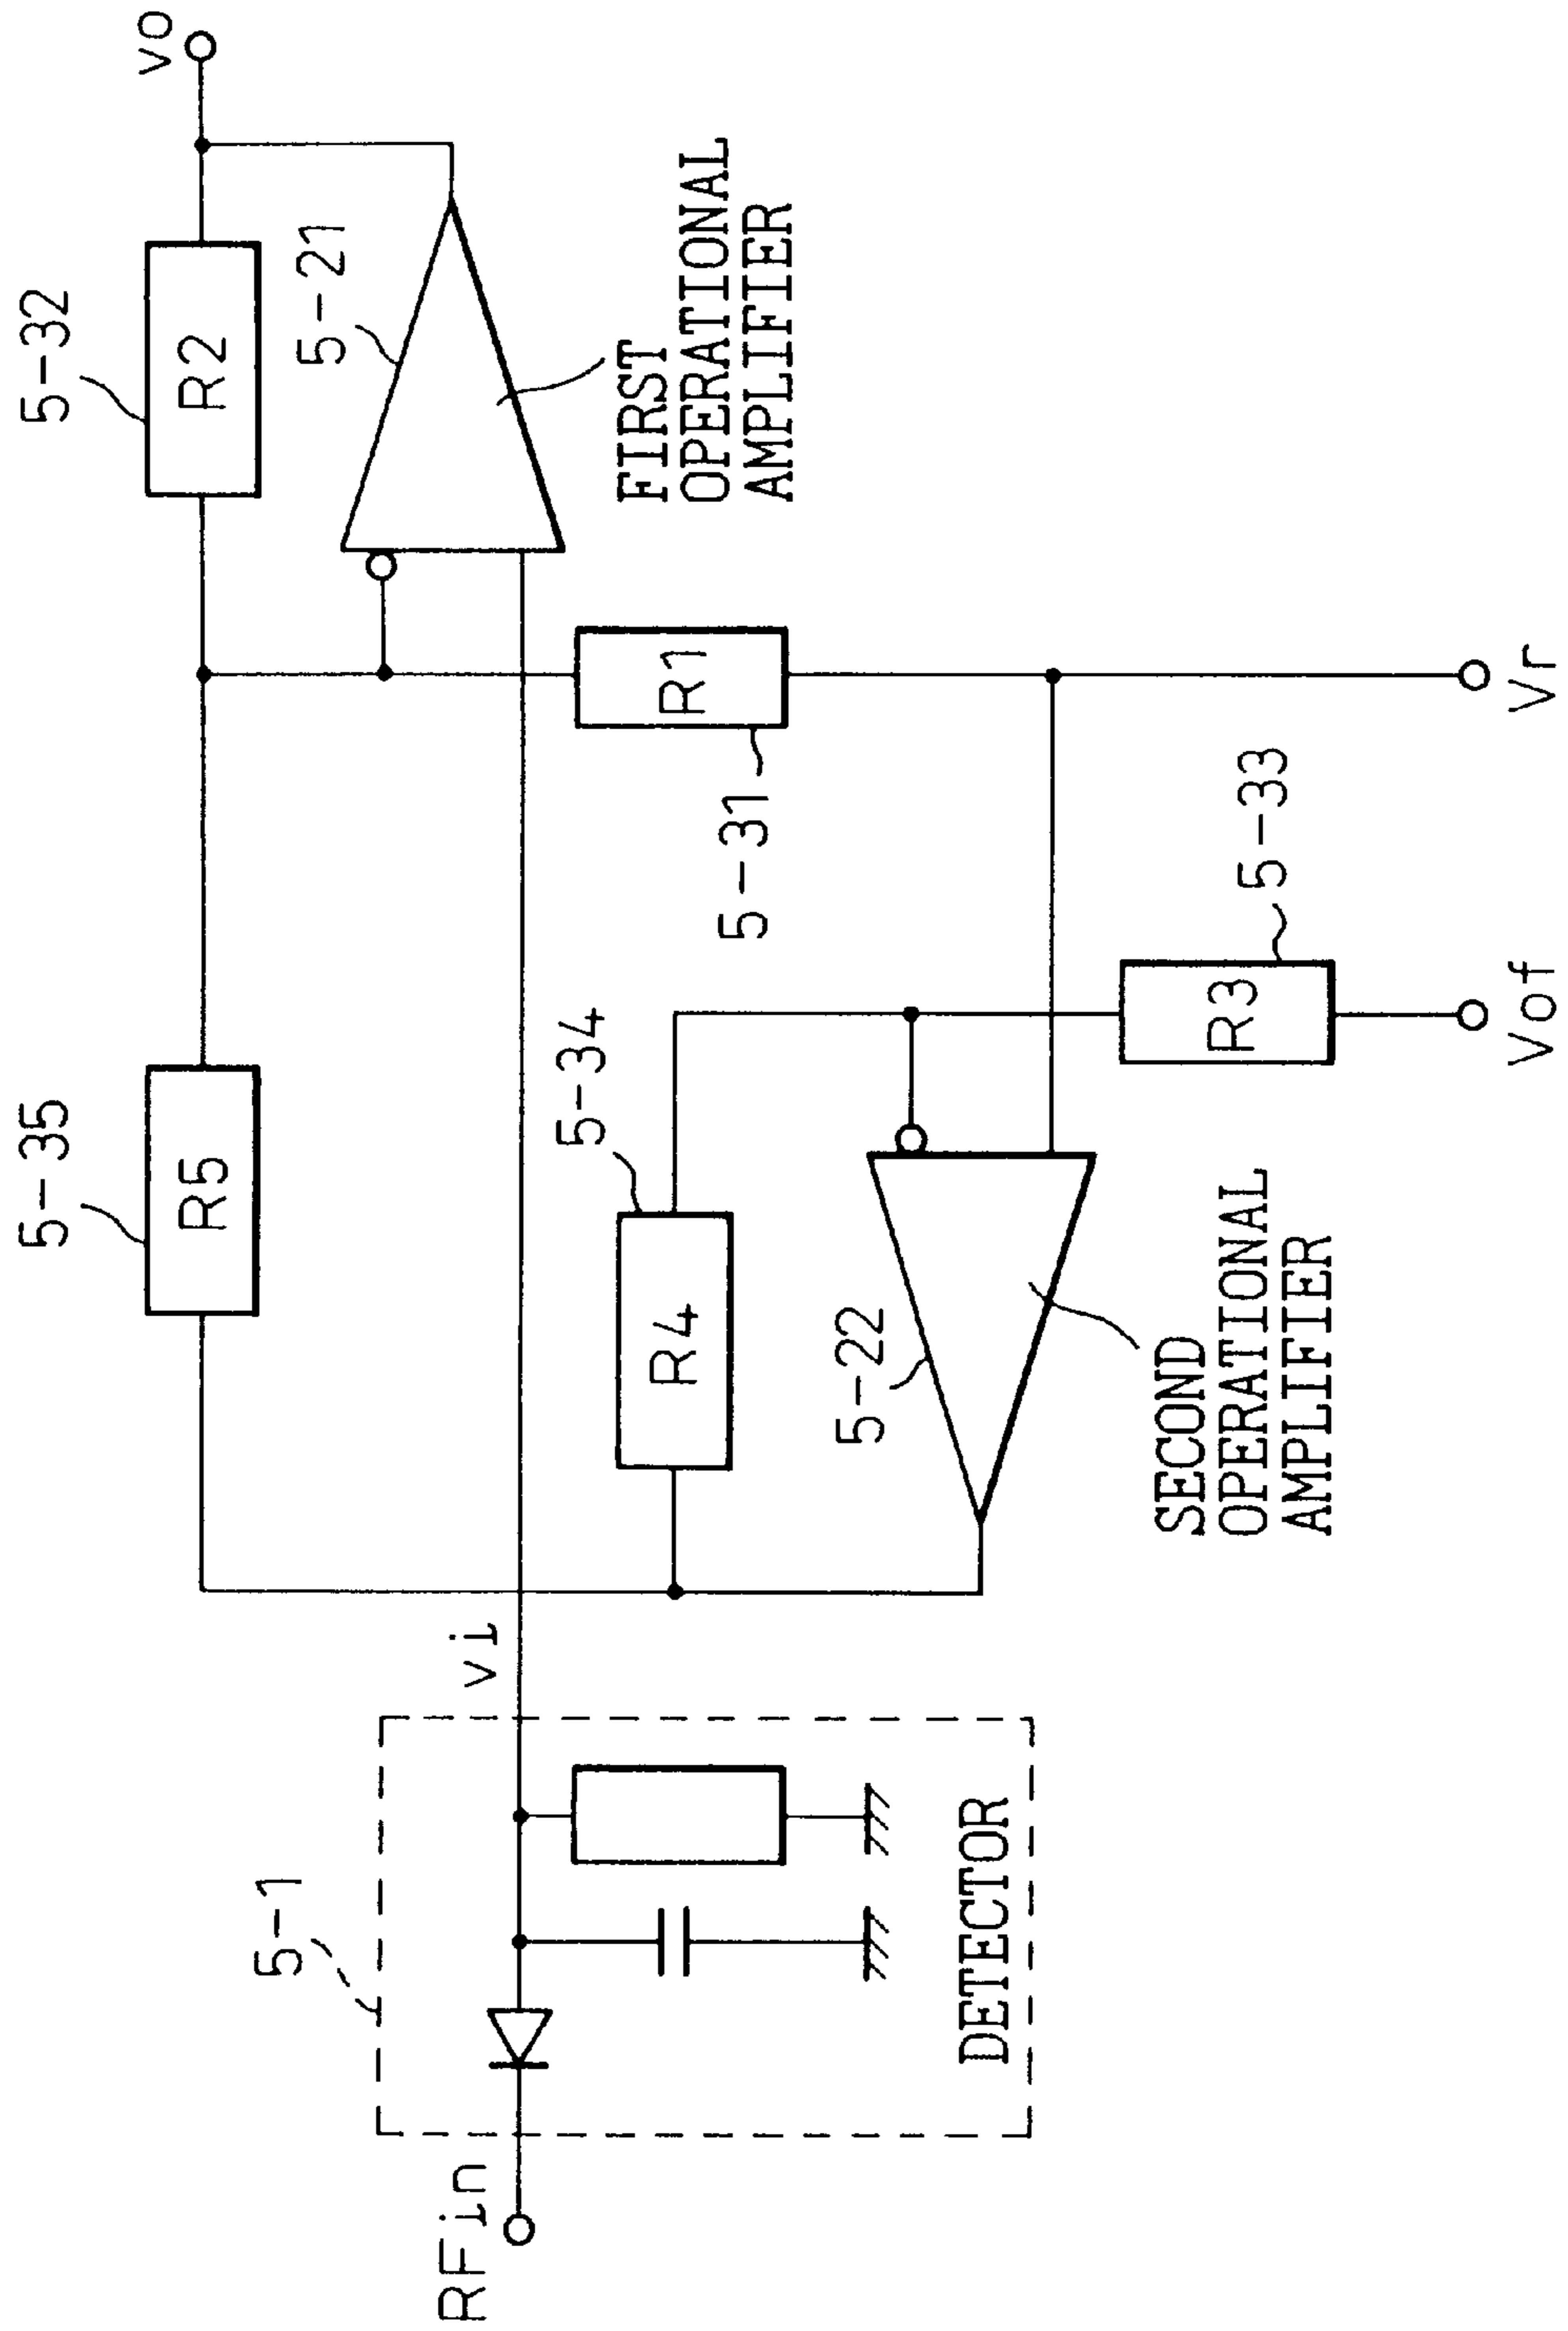 5-32
R2
vo
5-35
R5
5-21
FIRST
OPERATIONAL
AMPLIFIER
5-1
vi
RFin
5-34
R4
R1
5-31
5-22
SECOND
OPERATIONAL
AMPLIFIER
DETECTOR
R3
5-33
Vof
Vr